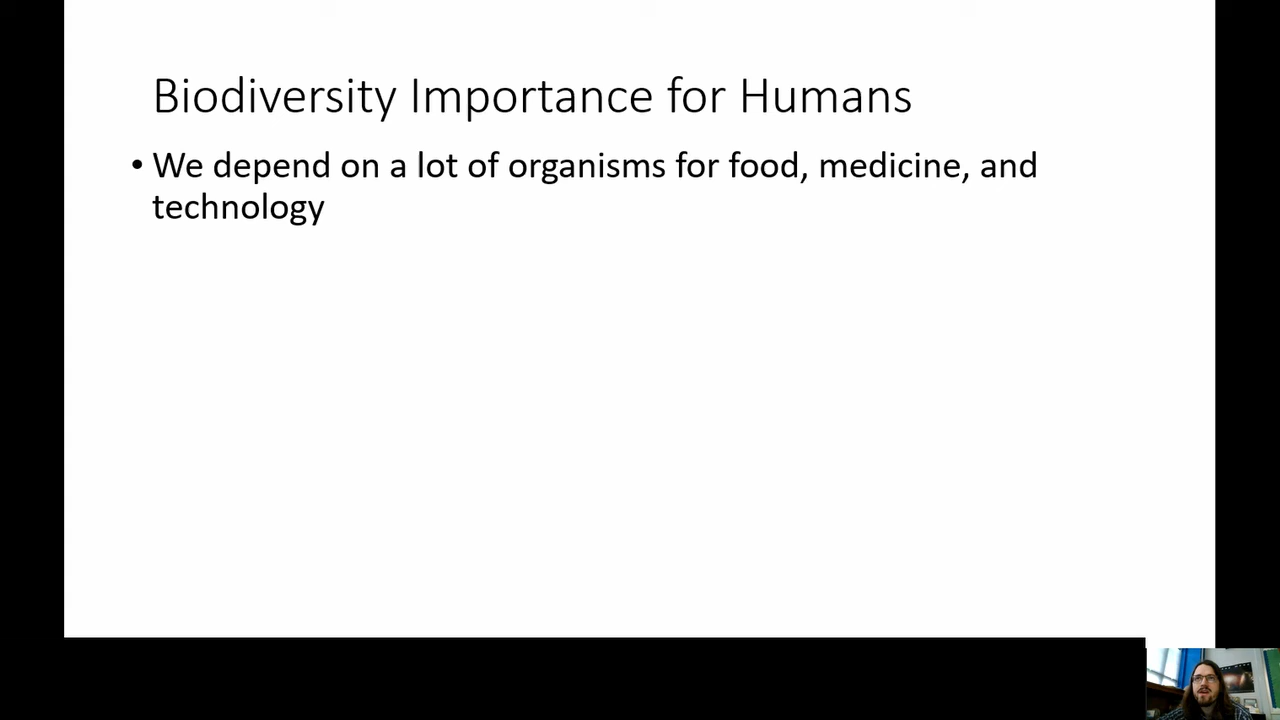 Biodiversity Importance for Humans
• We depend on a lot of organisms for food, medicine, and
technology